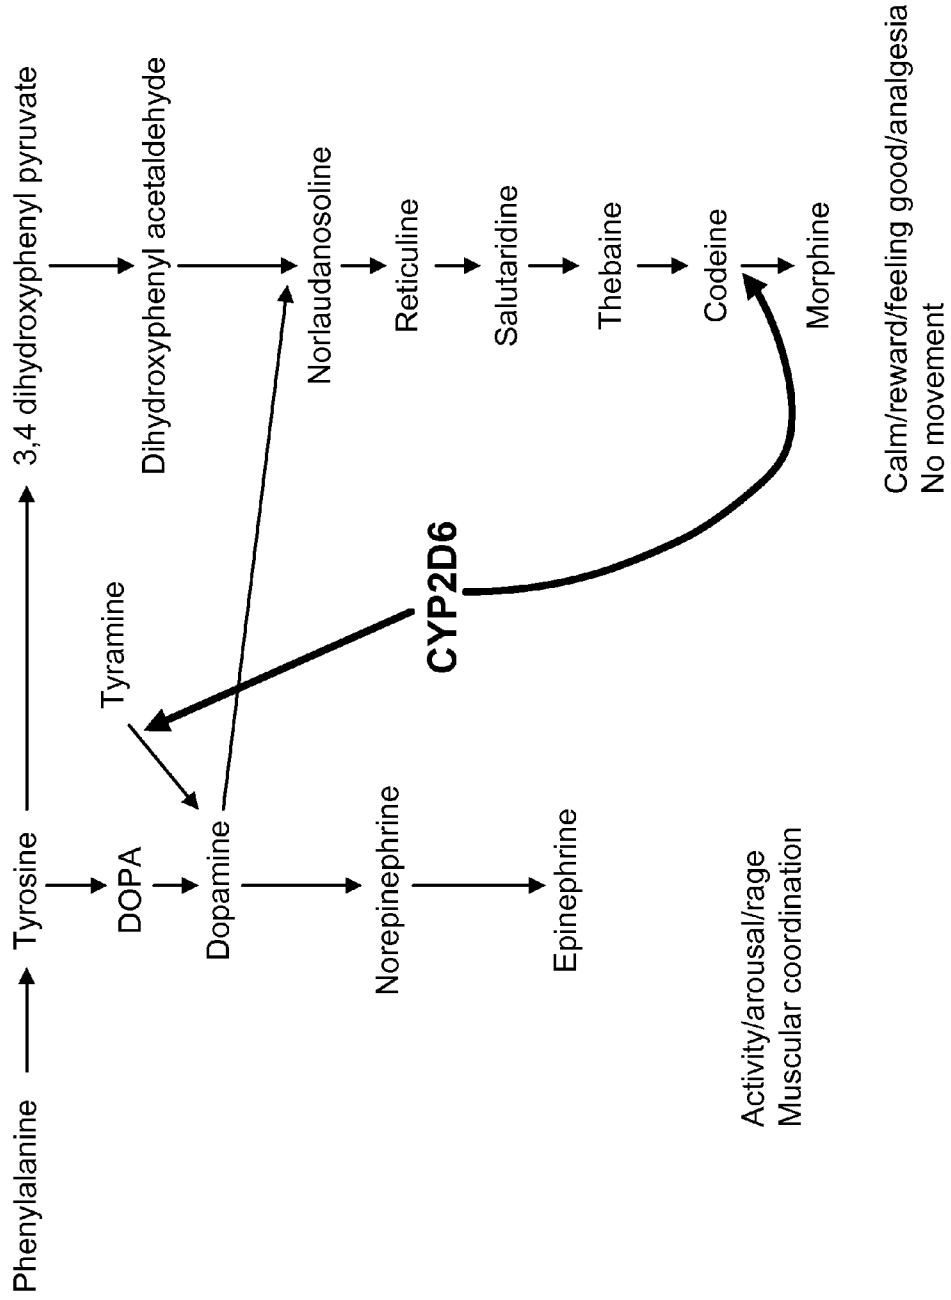 Phenylalanine
Tyrosine
3,4 dihydroxyphenyl pyruvate
DOPA
Tyramine
Dihydroxyphenyl acetaldehyde
Dopamine
Norlaudanosoline
Norepinephrine
Reticuline
CYP2D6
Salutaridine
Epinephrine
Thebaine
Codeine
Morphine
Activity/arousal/rage
Muscular coordination
Calm/reward/feeling good/analgesia
No movement